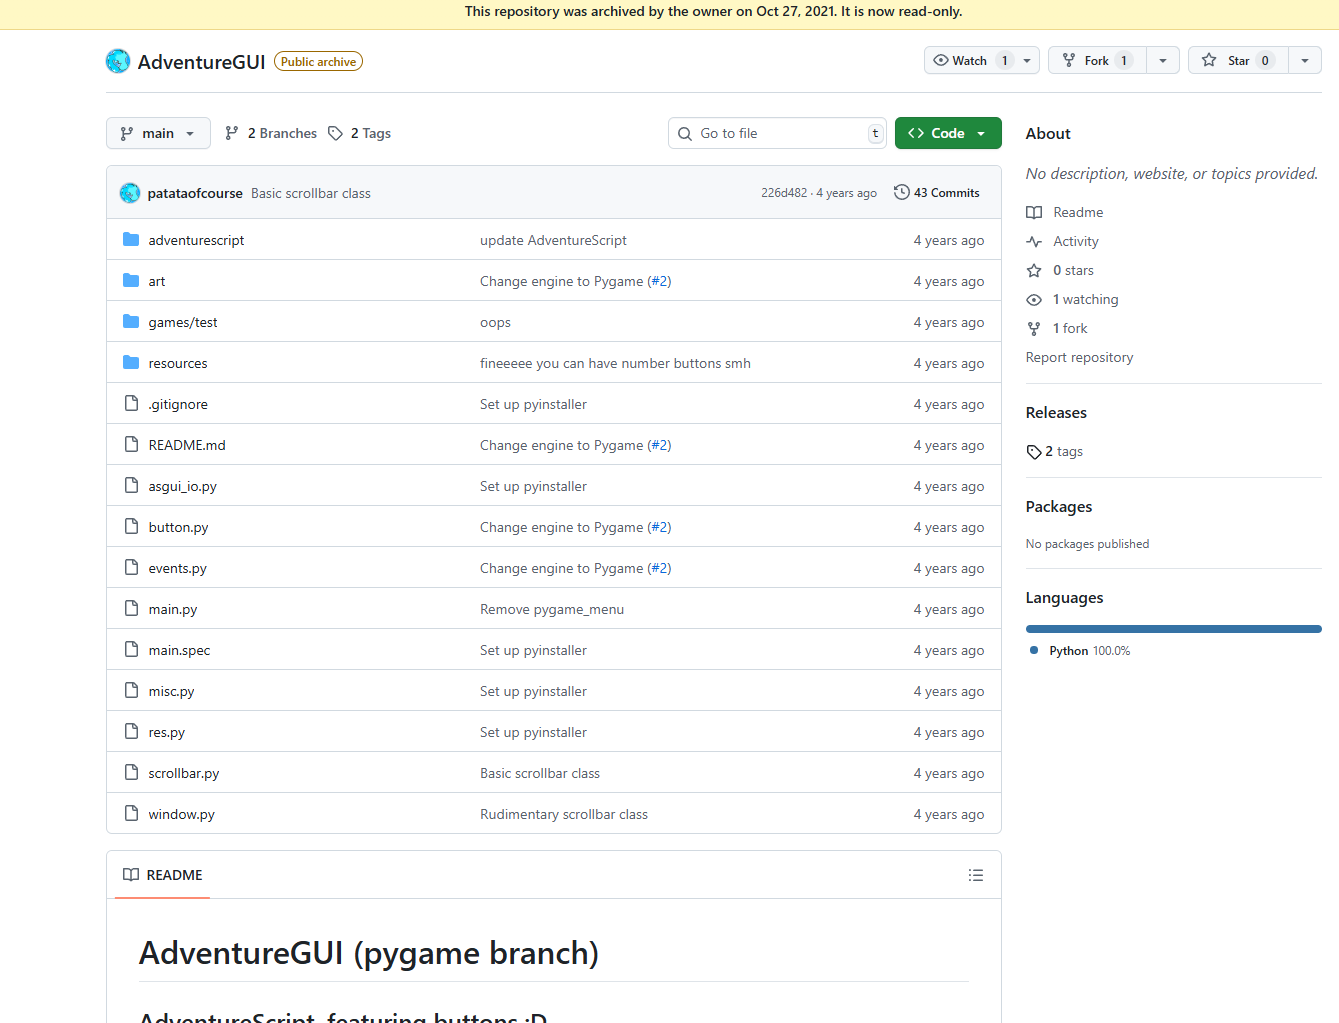 This repository was archived by the owner on Oct 27, 2021. It is now read-only.
AdventureGUI Public archive
Watch 1 Fork 1 Star 0
main 2 Branches 2 Tags Go to file t Code
patataofcourse Basic scrollbar class 226d482 · 4 years ago 43 Commits
adventurescript update AdventureScript 4 years ago
art Change engine to Pygame (#2) 4 years ago
games/test oops 4 years ago
resources fineeeee you can have number buttons smh 4 years ago
.gitignore Set up pyinstaller 4 years ago
README.md Change engine to Pygame (#2) 4 years ago
asgui_io.py Set up pyinstaller 4 years ago
button.py Change engine to Pygame (#2) 4 years ago
events.py Change engine to Pygame (#2) 4 years ago
main.py Remove pygame_menu 4 years ago
main.spec Set up pyinstaller 4 years ago
misc.py Set up pyinstaller 4 years ago
res.py Set up pyinstaller 4 years ago
scrollbar.py Basic scrollbar class 4 years ago
window.py Rudimentary scrollbar class 4 years ago
README
AdventureGUI (pygame branch)
AdventureScript, featuring buttons :D
About
No description, website, or topics provided.
Readme
Activity
0 stars
1 watching
1 fork
Report repository
Releases
2 tags
Packages
No packages published
Languages
Python 100.0%